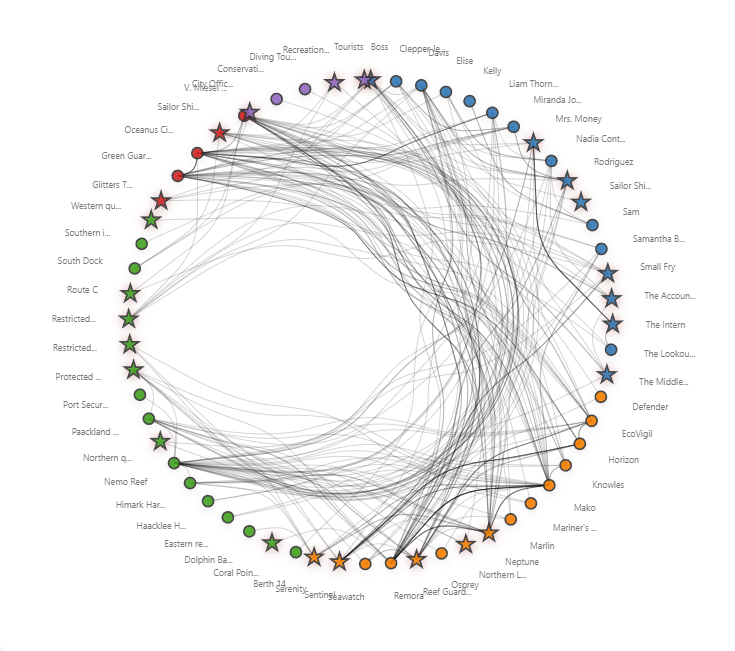 Boss
Clepper Je...
Davis
Elise
Kelly
Liam Thorn...
Miranda Jo...
Mrs. Money
Nadia Cont...
Rodriguez
Sailor Shi...
Sam
Samantha B...
Small Fry
The Accoun...
The Intern
The Lookou...
The Middle...
Defender
EcoVigil
Horizon
Knowles
Mako
Mariner's ...
Marlin
Neptune
Northern L...
Osprey
Reef Guard...
Remora
Seawatch
Sentinel
Serenity
Berth 14
Coral Poin...
Dolphin Ba...
Eastern re...
Haacklee H...
Himark Har...
Nemo Reef
Northern q...
Paackland ...
Port Secur...
Protected ...
Restricted...
Restricted...
Route C
South Dock
Southern i...
Western qu...
Glitters T...
Green Guar...
Oceanus Ci...
Sailor Shi...
V. Miesel ...
City Offic...
Conservati...
Diving Tou...
Recreation...
Tourists